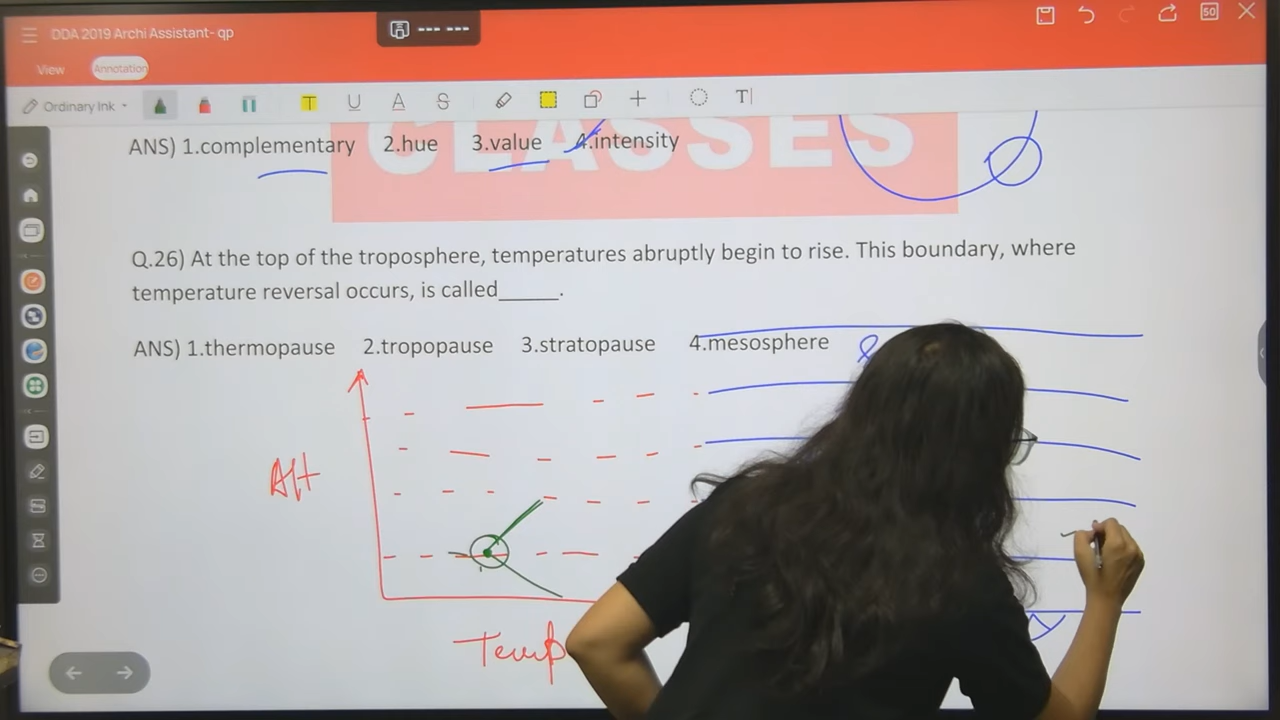 DDA 2019 Archi Assistant- qp
50
View
Annotation
Ordinary Ink
T U A S T
CLASSES
ANS) 1.complementary 2.hue 3.value 4.intensity
Q.26) At the top of the troposphere, temperatures abruptly begin to rise. This boundary, where
temperature reversal occurs, is called_____.
ANS) 1.thermopause 2.tropopause 3.stratopause 4.mesosphere
Alt
Temp